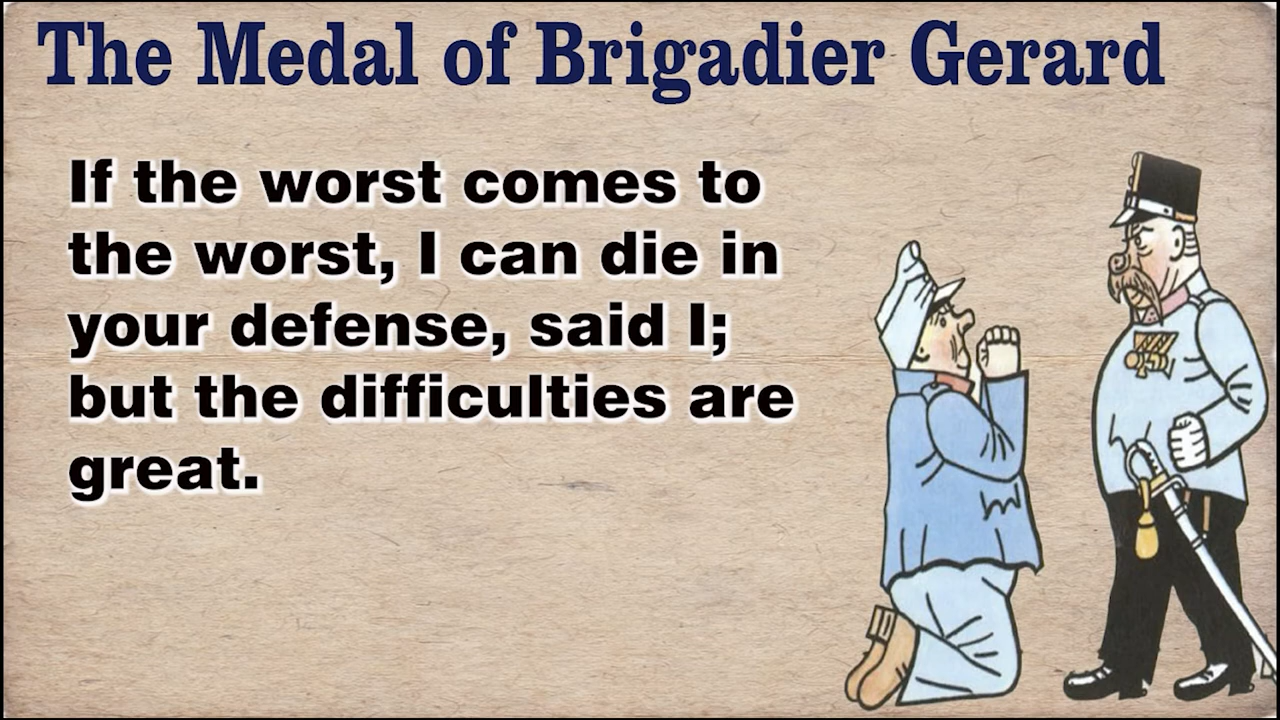 The Medal of Brigadier Gerard
If the worst comes to
the worst, I can die in
your defense, said I;
but the difficulties are
great.